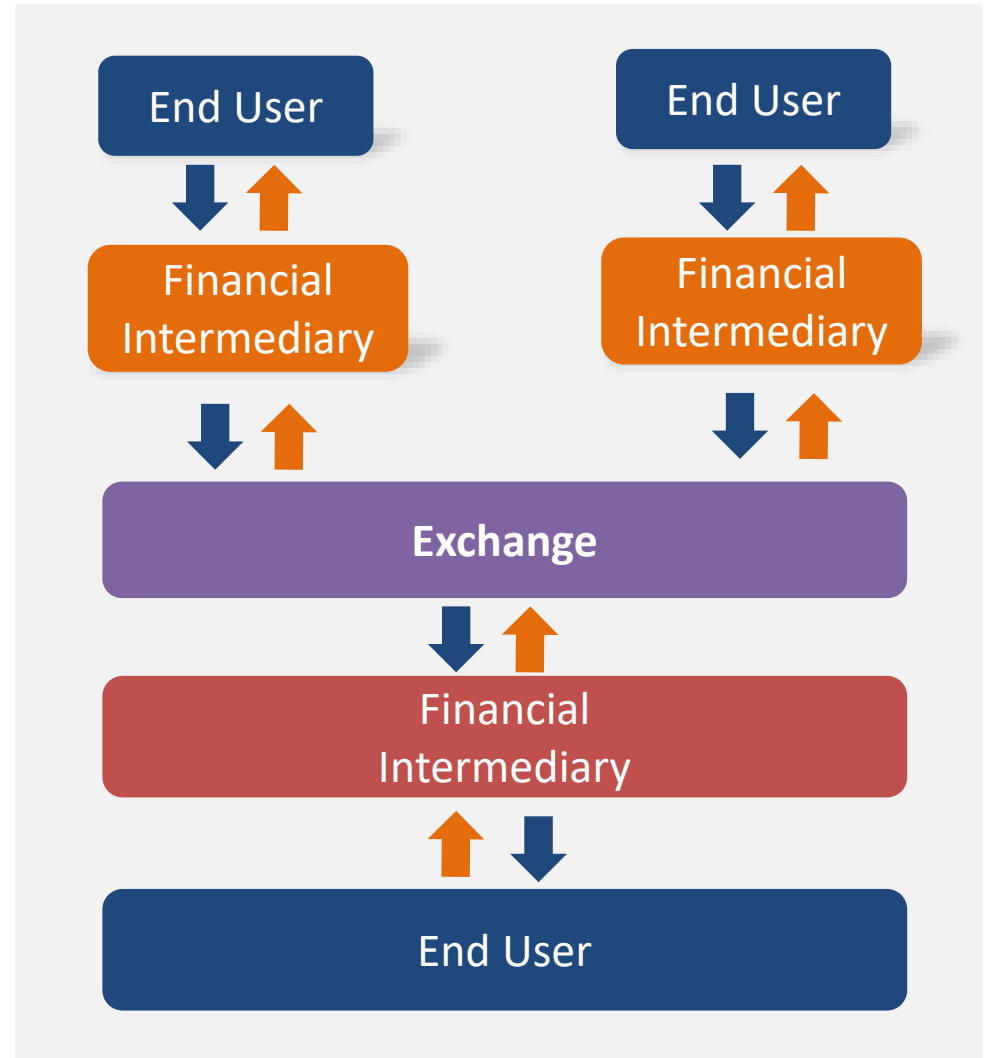 End User
End User
Financial
Intermediary
Financial
Intermediary
Exchange
Financial
Intermediary
End User